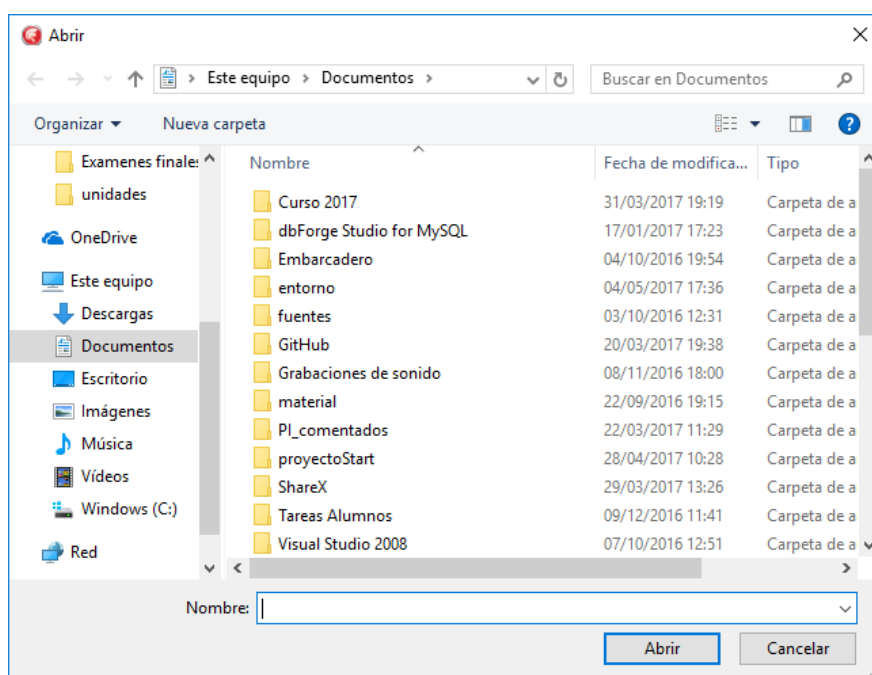 Abrir
Este equipo > Documentos >
Buscar en Documentos
Organizar
Nueva carpeta
Examenes finales
unidades
OneDrive
Este equipo
Descargas
Documentos
Escritorio
Imágenes
Música
Vídeos
Windows (C:)
Red
Nombre Fecha de modifica... Tipo
Curso 2017 31/03/2017 19:19 Carpeta de a
dbForge Studio for MySQL 17/01/2017 17:23 Carpeta de a
Embarcadero 04/10/2016 19:54 Carpeta de a
entorno 04/05/2017 17:36 Carpeta de a
fuentes 03/10/2016 12:31 Carpeta de a
GitHub 20/03/2017 19:38 Carpeta de a
Grabaciones de sonido 08/11/2016 18:00 Carpeta de a
material 22/09/2016 19:15 Carpeta de a
PI_comentados 22/03/2017 11:29 Carpeta de a
proyectoStart 28/04/2017 10:28 Carpeta de a
ShareX 29/03/2017 13:26 Carpeta de a
Tareas Alumnos 09/12/2016 11:41 Carpeta de a
Visual Studio 2008 07/10/2016 12:51 Carpeta de a
Nombre:
Abrir
Cancelar